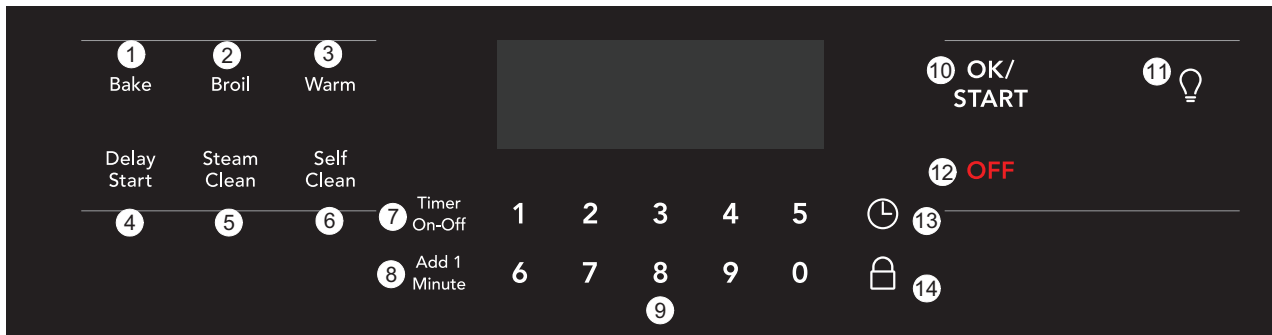 1
Bake
2
Broil
3
Warm
Delay
Start
4
Steam
Clean
5
Self
Clean
6
7
Timer
On-Off
1 2 3 4 5
8
Add 1
Minute
6 7 8 9 0
9
10
OK/
START
11
12
OFF
13
14